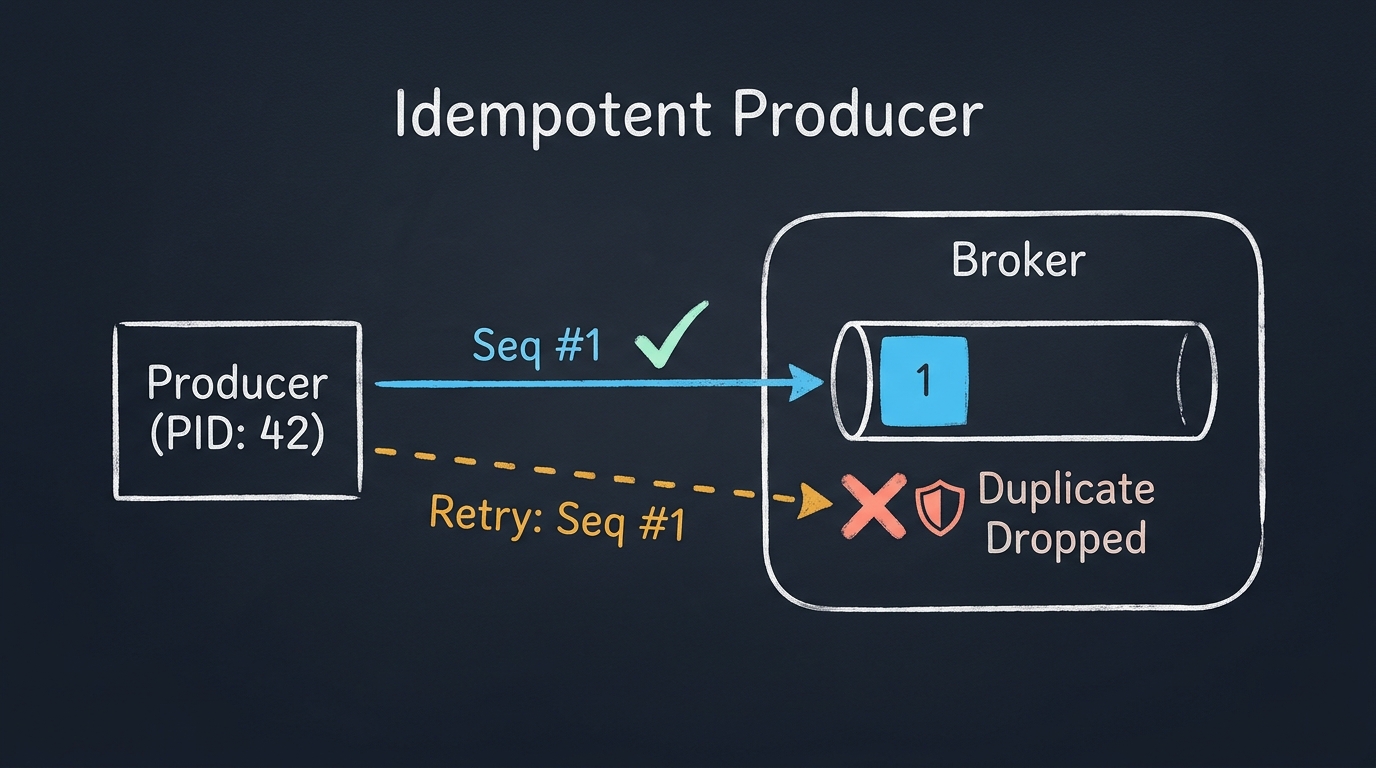 Idempotent Producer
Broker
Producer
(PID: 42)
Seq #1
1
Retry: Seq #1
Duplicate
Dropped